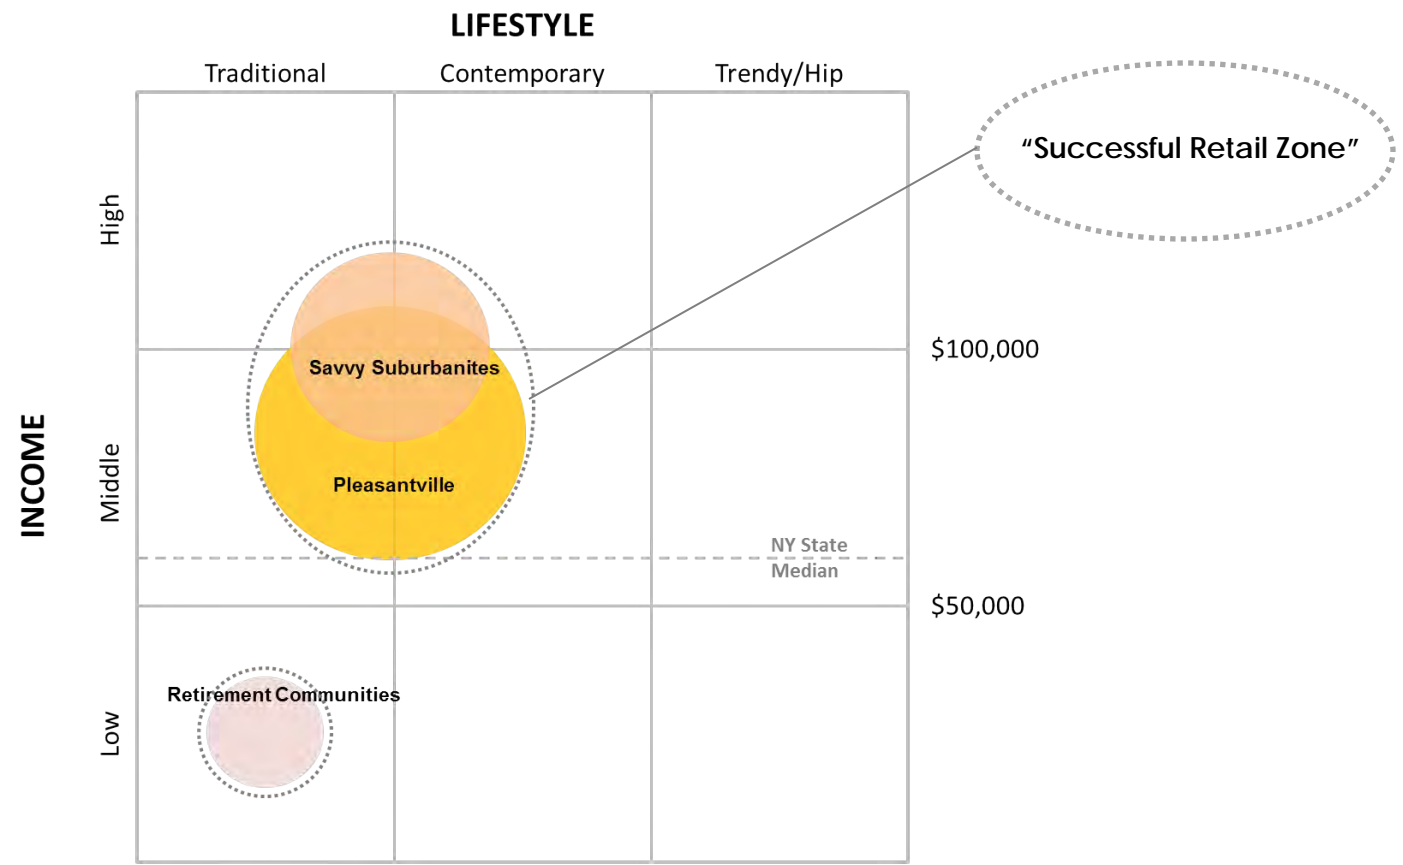 LIFESTYLE
Traditional
Contemporary
Trendy/Hip
“Successful Retail Zone”
High
$100,000
Savvy Suburbanites
INCOME
Middle
Pleasantville
NY State
Median
$50,000
Retirement Communities
Low